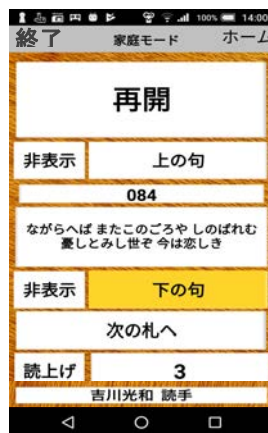 100% 14:00
終了 家庭モード ホーム
再開
非表示 上の句
084
ながらへば またこのごろや しのばれむ
憂しとみし世ぞ 今は恋しき
非表示 下の句
次の札へ
読上げ 3
吉川光和 読手